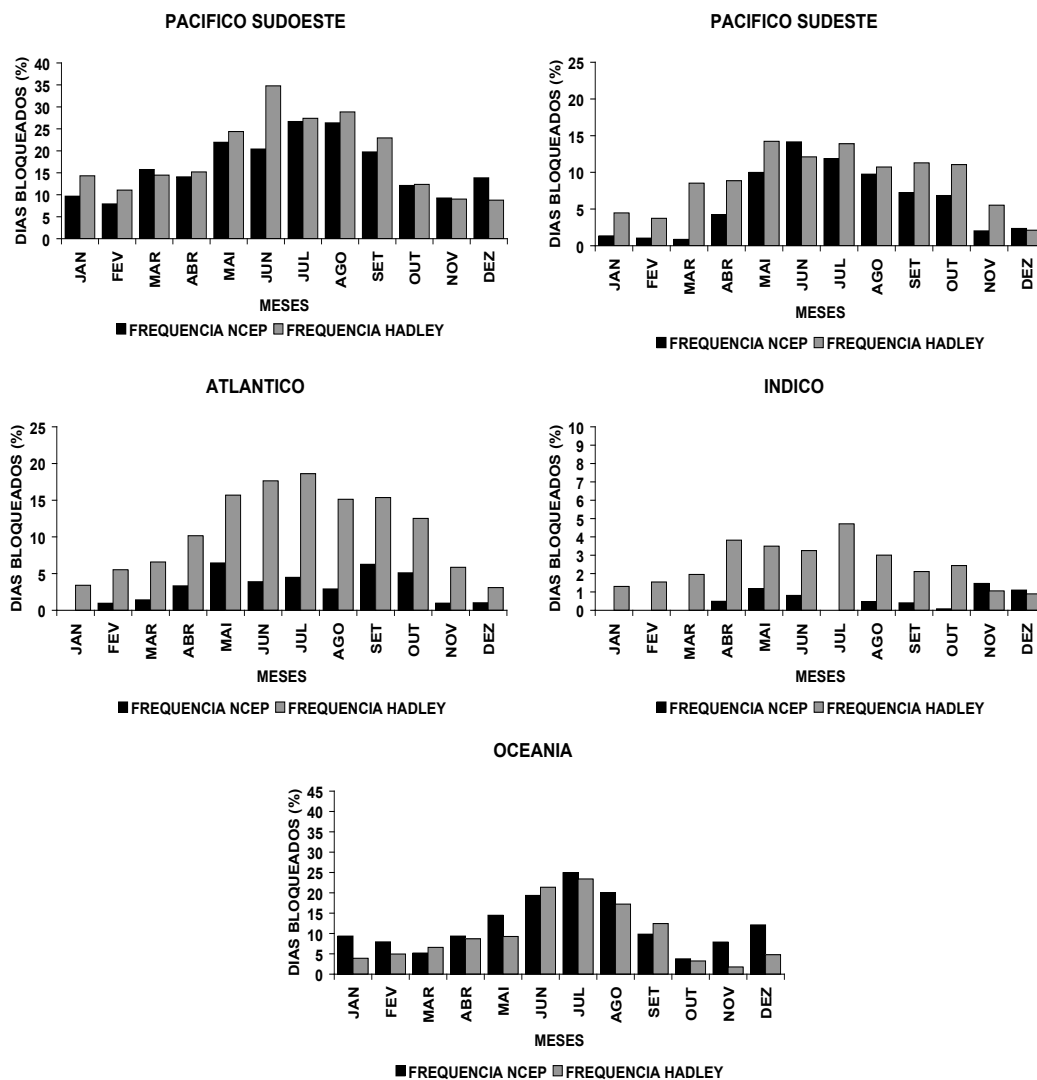 PACIFICO SUDOESTE
DIAS BLOQUEADOS (%)
40
35
30
25
20
15
10
5
0
JAN FEV MAR ABR MAI JUN JUL AGO SET OUT NOV DEZ
MESES
FREQUENCIA NCEP FREQUENCIA HADLEY
PACIFICO SUDESTE
DIAS BLOQUEADOS (%)
25
20
15
10
5
0
JAN FEV MAR ABR MAI JUN JUL AGO SET OUT NOV DEZ
MESES
FREQUENCIA NCEP FREQUENCIA HADLEY
ATLANTICO
DIAS BLOQUEADOS (%)
25
20
15
10
5
0
JAN FEV MAR ABR MAI JUN JUL AGO SET OUT NOV DEZ
MESES
FREQUENCIA NCEP FREQUENCIA HADLEY
INDICO
DIAS BLOQUEADOS (%)
10
9
8
7
6
5
4
3
2
1
0
JAN FEV MAR ABR MAI JUN JUL AGO SET OUT NOV DEZ
MESES
FREQUENCIA NCEP FREQUENCIA HADLEY
OCEANIA
DIAS BLOQUEADOS (%)
45
40
35
30
25
20
15
10
5
0
JAN FEV MAR ABR MAI JUN JUL AGO SET OUT NOV DEZ
MESES
FREQUENCIA NCEP FREQUENCIA HADLEY